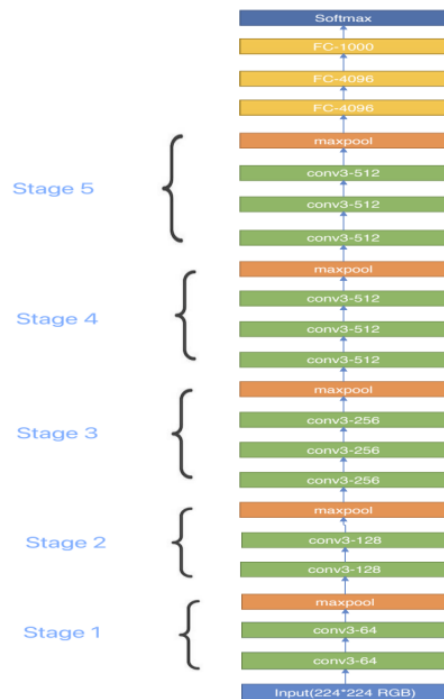 Softmax
FC-1000
FC-4096
FC-4096
maxpool
conv3-512
Stage 5
conv3-512
conv3-512
maxpool
conv3-512
Stage 4
conv3-512
conv3-512
maxpool
conv3-256
Stage 3
conv3-256
conv3-256
maxpool
Stage 2
conv3-128
conv3-128
maxpool
Stage 1
conv3-64
conv3-64
Input(224*224 RGB)